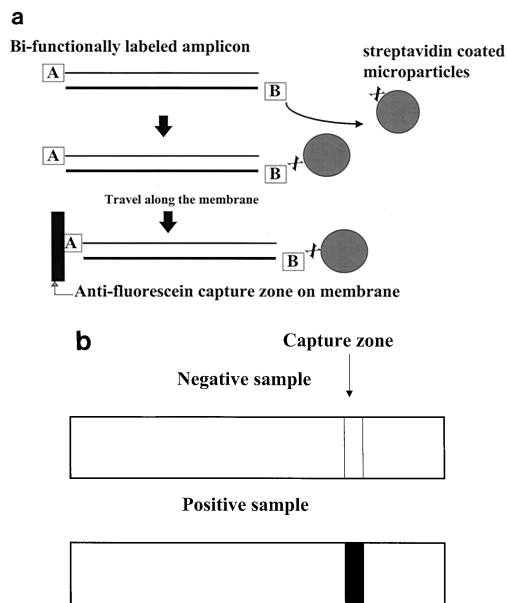 a
Bi-functionally labeled amplicon
streptavidin coated
microparticles
A
B
A
B
Travel along the membrane
A
B
Anti-fluorescein capture zone on membrane
b
Capture zone
Negative sample
Positive sample